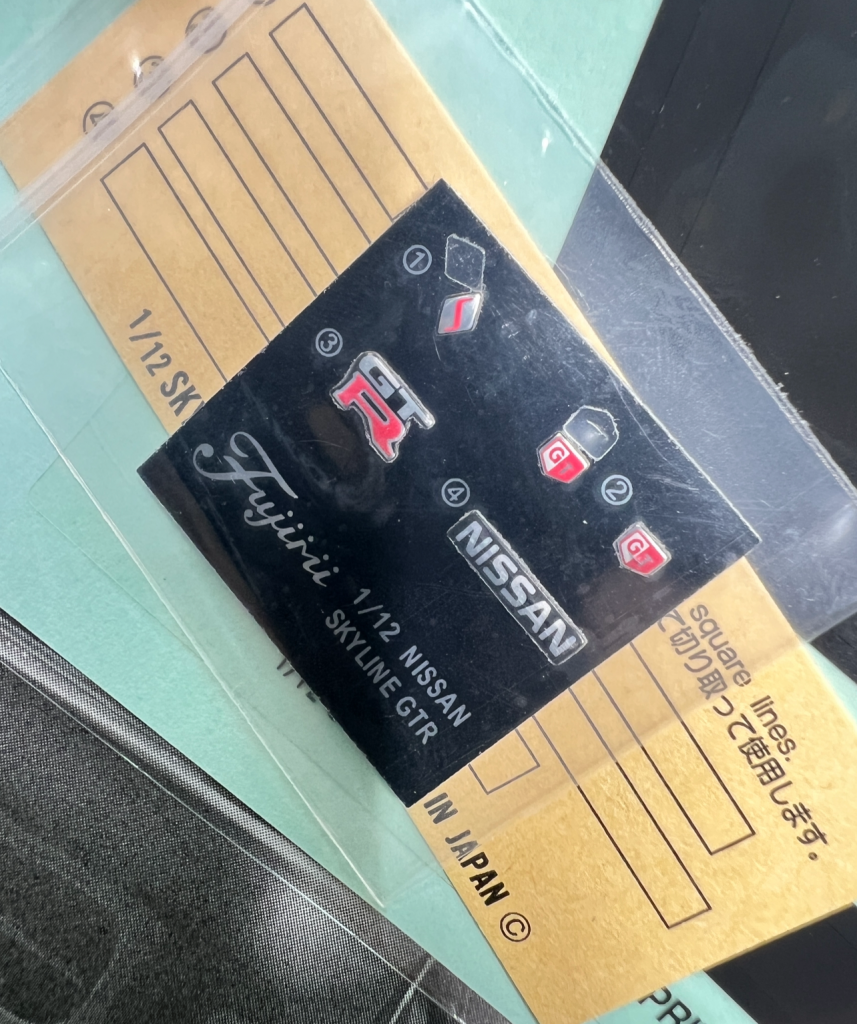 ①
③
GT
R
②
④
NISSAN
Fujimi
1/12 NISSAN
SKYLINE GTR
1/12 SK
square lines.
て切り取って使用します。
IN JAPAN ©